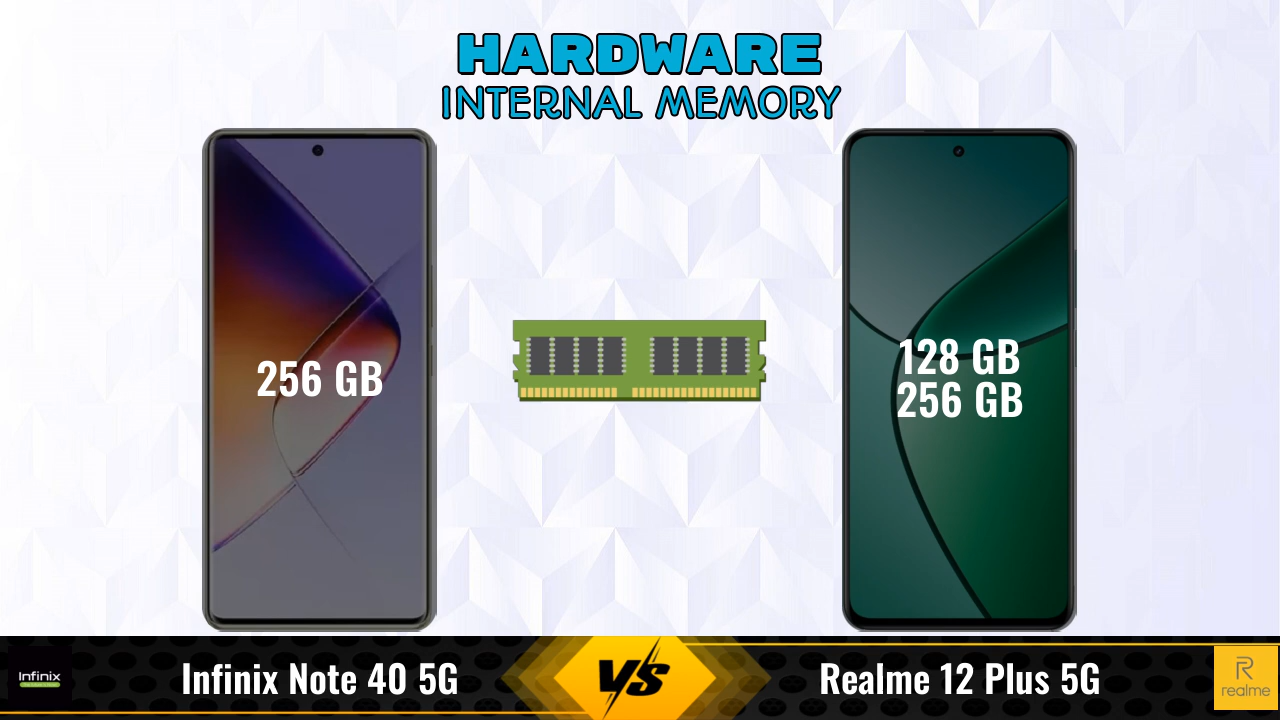 HARDWARE
INTERNAL MEMORY
256 GB
128 GB
256 GB
Infinix
Infinix Note 40 5G
VS
Realme 12 Plus 5G
R
realme